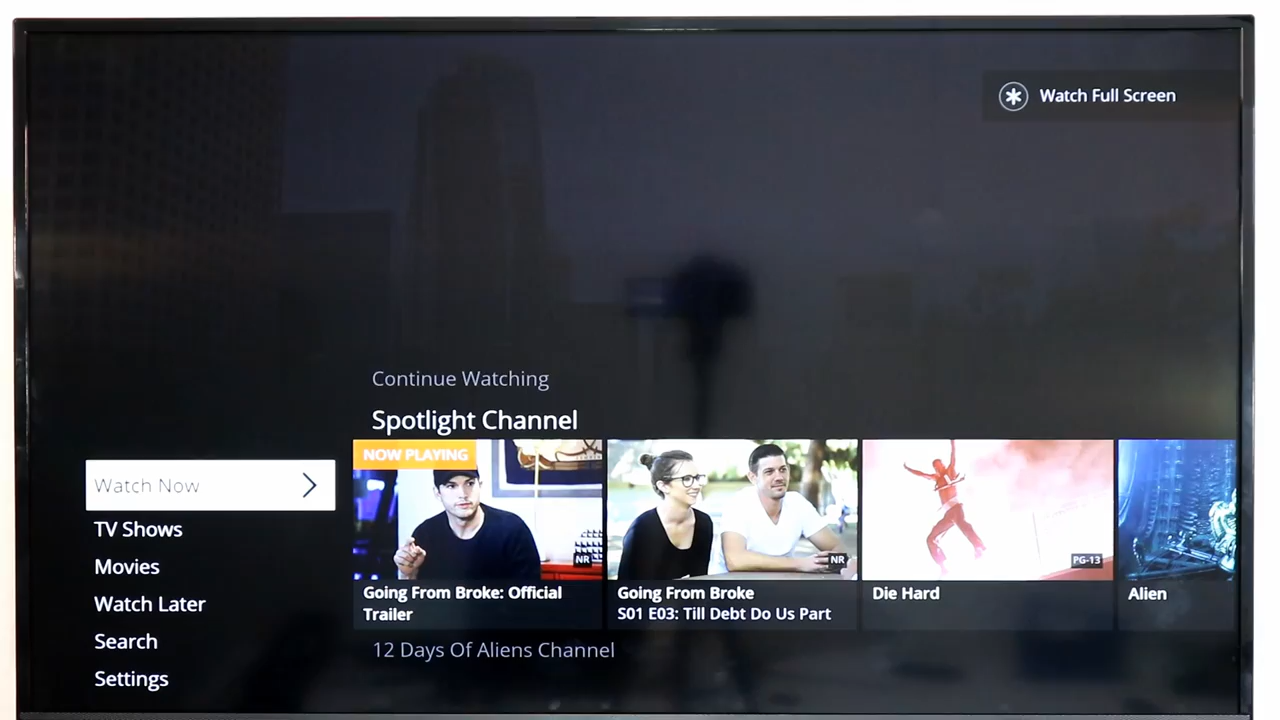 Watch Full Screen
Continue Watching
Spotlight Channel
NOW PLAYING
NR
NR
PG-13
Going From Broke: Official
Trailer
Going From Broke
S01 E03: Till Debt Do Us Part
Die Hard
Alien
12 Days Of Aliens Channel
Watch Now
TV Shows
Movies
Watch Later
Search
Settings